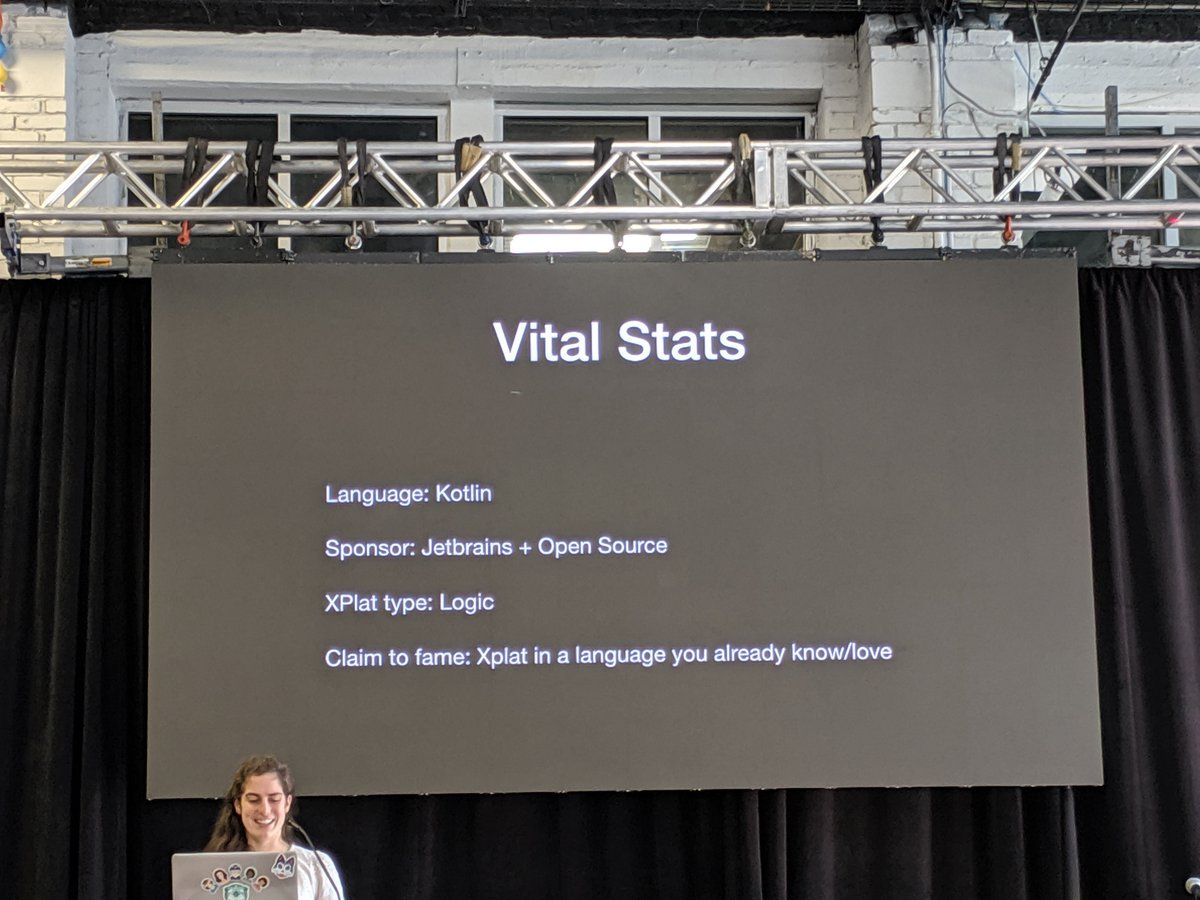 Vital Stats
Language: Kotlin
Sponsor: Jetbrains + Open Source
XPlat type: Logic
Claim to fame: Xplat in a language you already know/love